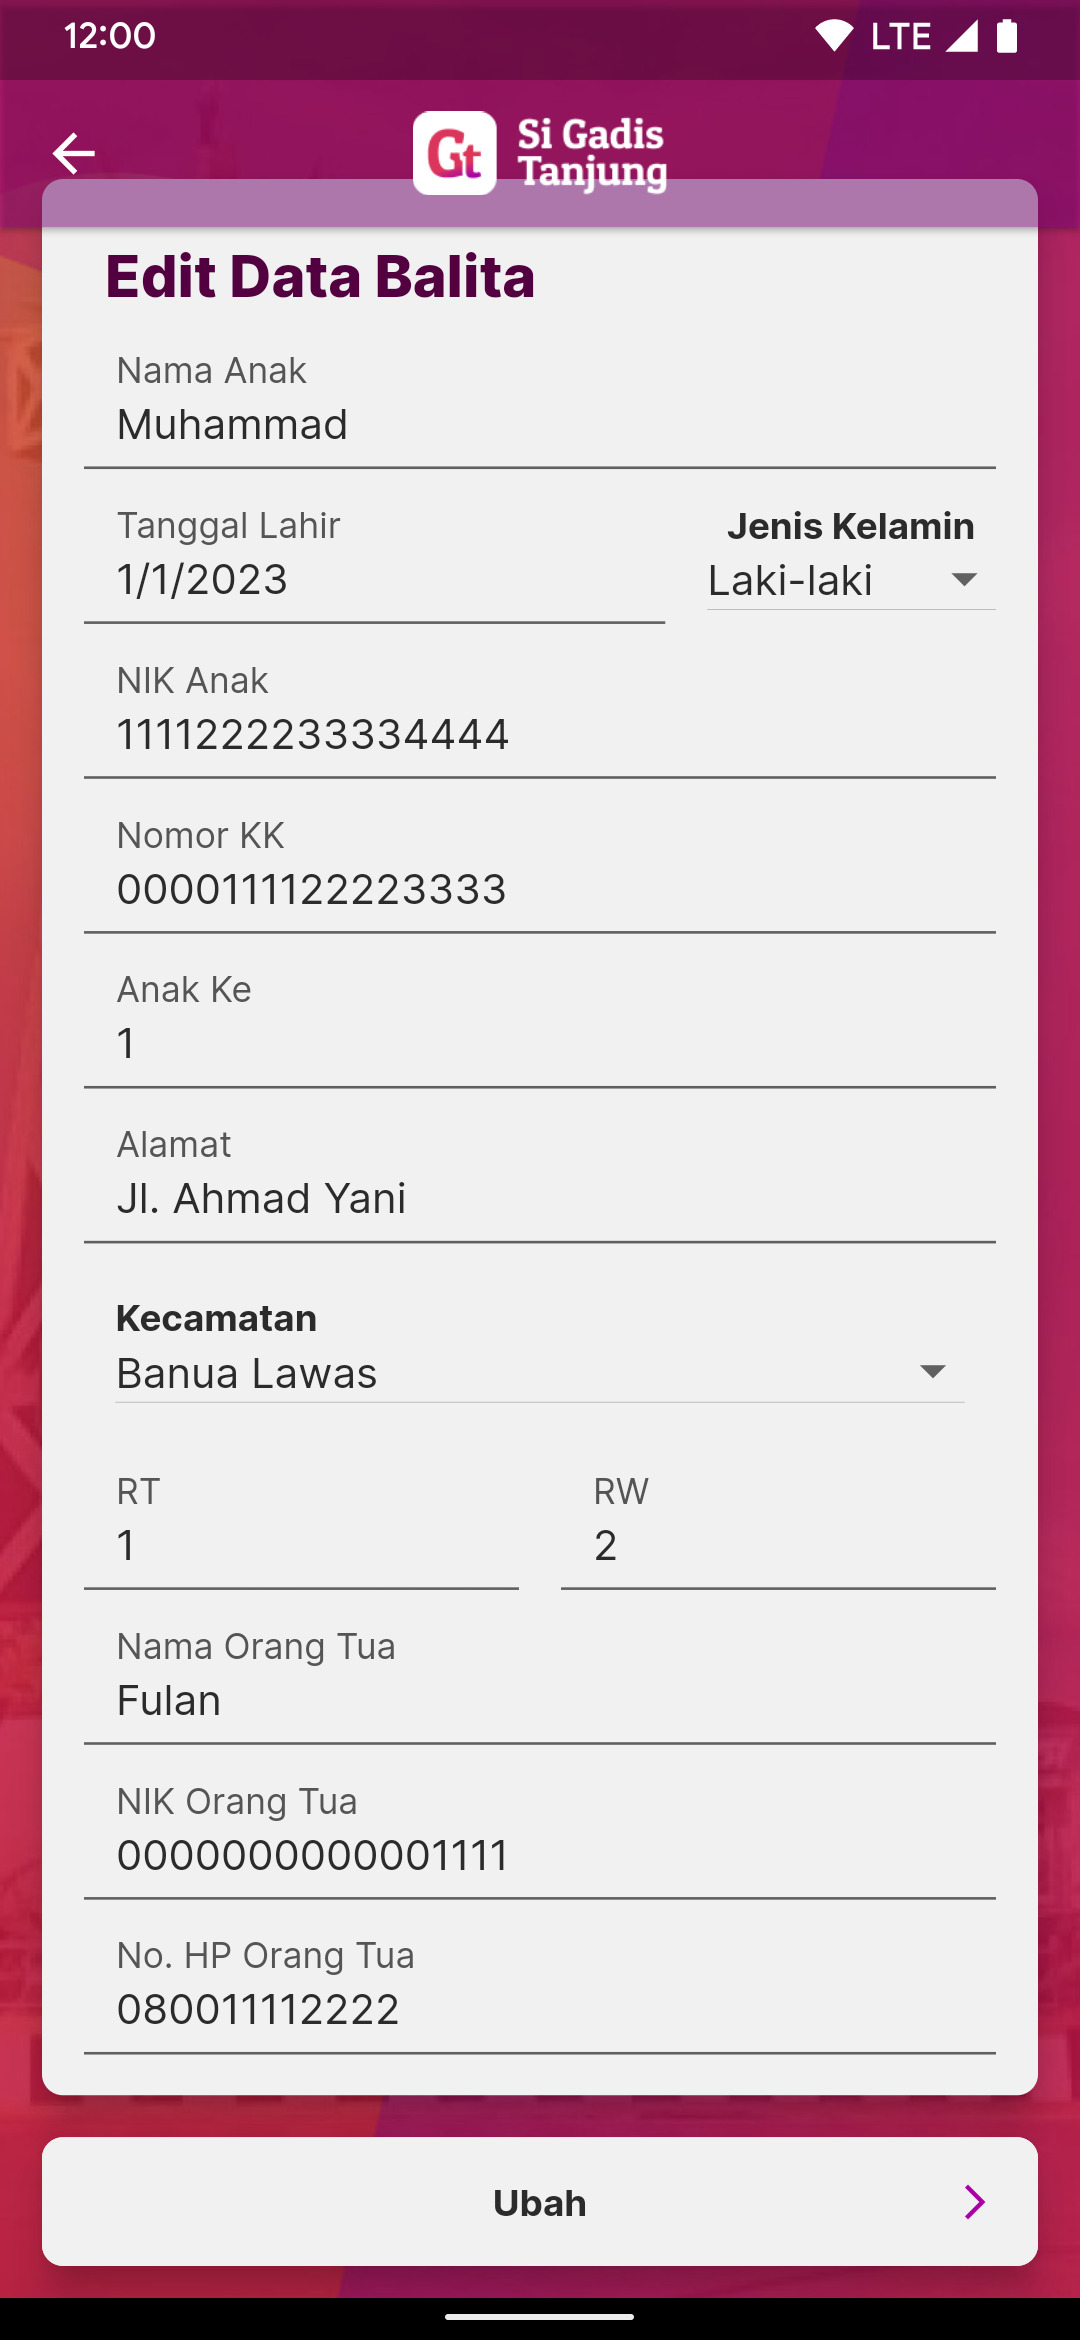 12:00
LTE
Gt
Si Gadis
Tanjung
Edit Data Balita
Nama Anak
Muhammad
Tanggal Lahir
1/1/2023
Jenis Kelamin
Laki-laki
NIK Anak
1111222233334444
Nomor KK
0000111122223333
Anak Ke
1
Alamat
Jl. Ahmad Yani
Kecamatan
Banua Lawas
RT
1
RW
2
Nama Orang Tua
Fulan
NIK Orang Tua
0000000000001111
No. HP Orang Tua
080011112222
Ubah